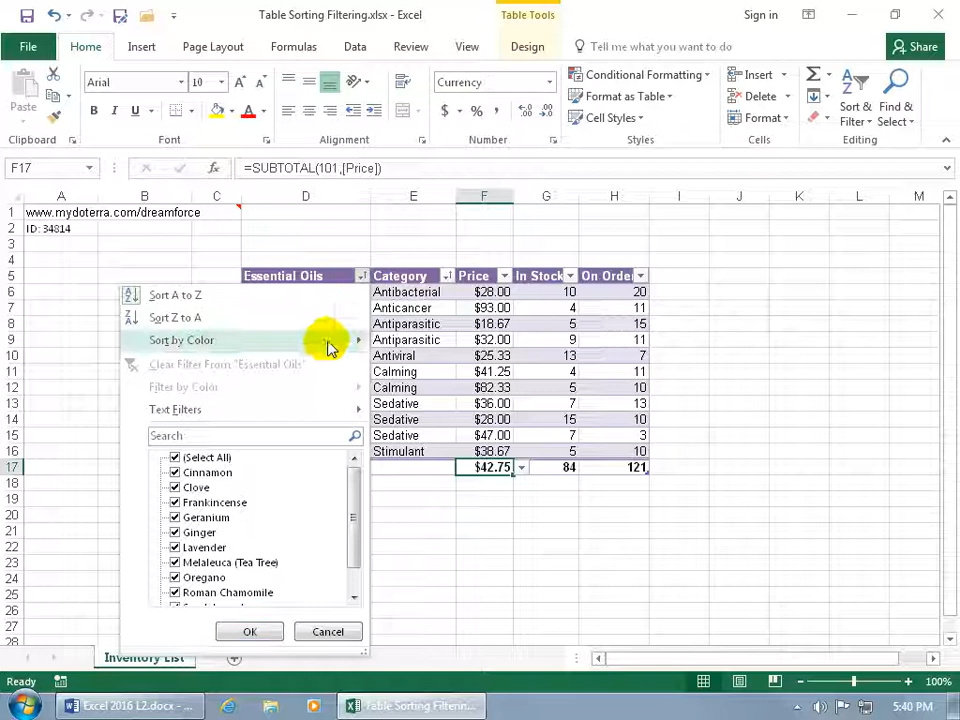 Table Sorting Filtering.xlsx - Excel
Table Tools
Sign in
File Home Insert Page Layout Formulas Data Review View Design Tell me what you want to do Share
Paste
Arial 10
B I U
Currency
$ % ,
Conditional Formatting
Format as Table
Cell Styles
Insert
Delete
Format
Sort & Filter
Find & Select
Clipboard Font Alignment Number Styles Cells Editing
F17 fx =SUBTOTAL(101,[Price])
A B C D E F G H I J K L M
1 www.mydoterra.com/dreamforce
2 ID: 34814
3
4
5 Essential Oils Category Price In Stock On Orde
6 Antibacterial $28.00 10 20
7 Anticancer $93.00 4 11
8 Antiparasitic $18.67 5 15
9 Antiparasitic $32.00 9 11
10 Antiviral $25.33 13 7
11 Calming $41.25 4 11
12 Calming $82.33 5 10
13 Sedative $36.00 7 13
14 Sedative $28.00 15 10
15 Sedative $47.00 7 3
16 Stimulant $38.67 5 10
17 $42.75 84 121
18
19
20
21
22
23
24
25
26
27
28
Sort A to Z
Sort Z to A
Sort by Color
Clear Filter From "Essential Oils"
Filter by Color
Text Filters
Search
(Select All)
Cinnamon
Clove
Frankincense
Geranium
Ginger
Lavender
Melaleuca (Tea Tree)
Oregano
Roman Chamomile
OK Cancel
Inventory List
Ready
100%
Excel 2016 L2.docx - ...
Table Sorting Filterin...
5:40 PM